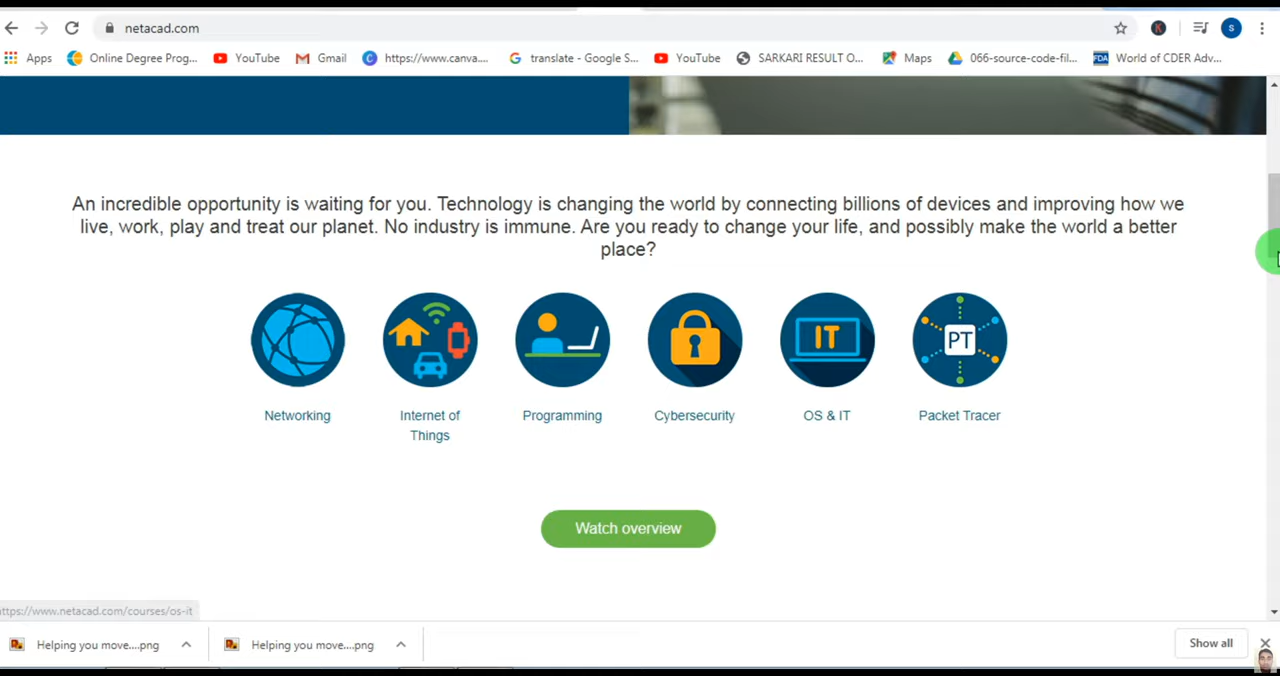 netacad.com
S
Apps
Online Degree Prog...
YouTube
Gmail
https://www.canva....
translate - Google S...
YouTube
SARKARI RESULT O...
Maps
066-source-code-fil...
FDA
World of CDER Adv...
An incredible opportunity is waiting for you. Technology is changing the world by connecting billions of devices and improving how we
live, work, play and treat our planet. No industry is immune. Are you ready to change your life, and possibly make the world a better
place?
IT
PT
Networking
Internet of
Things
Programming
Cybersecurity
OS & IT
Packet Tracer
Watch overview
ttps://www.netacad.com/courses/os-it
Helping you move....png
Helping you move....png
Show all